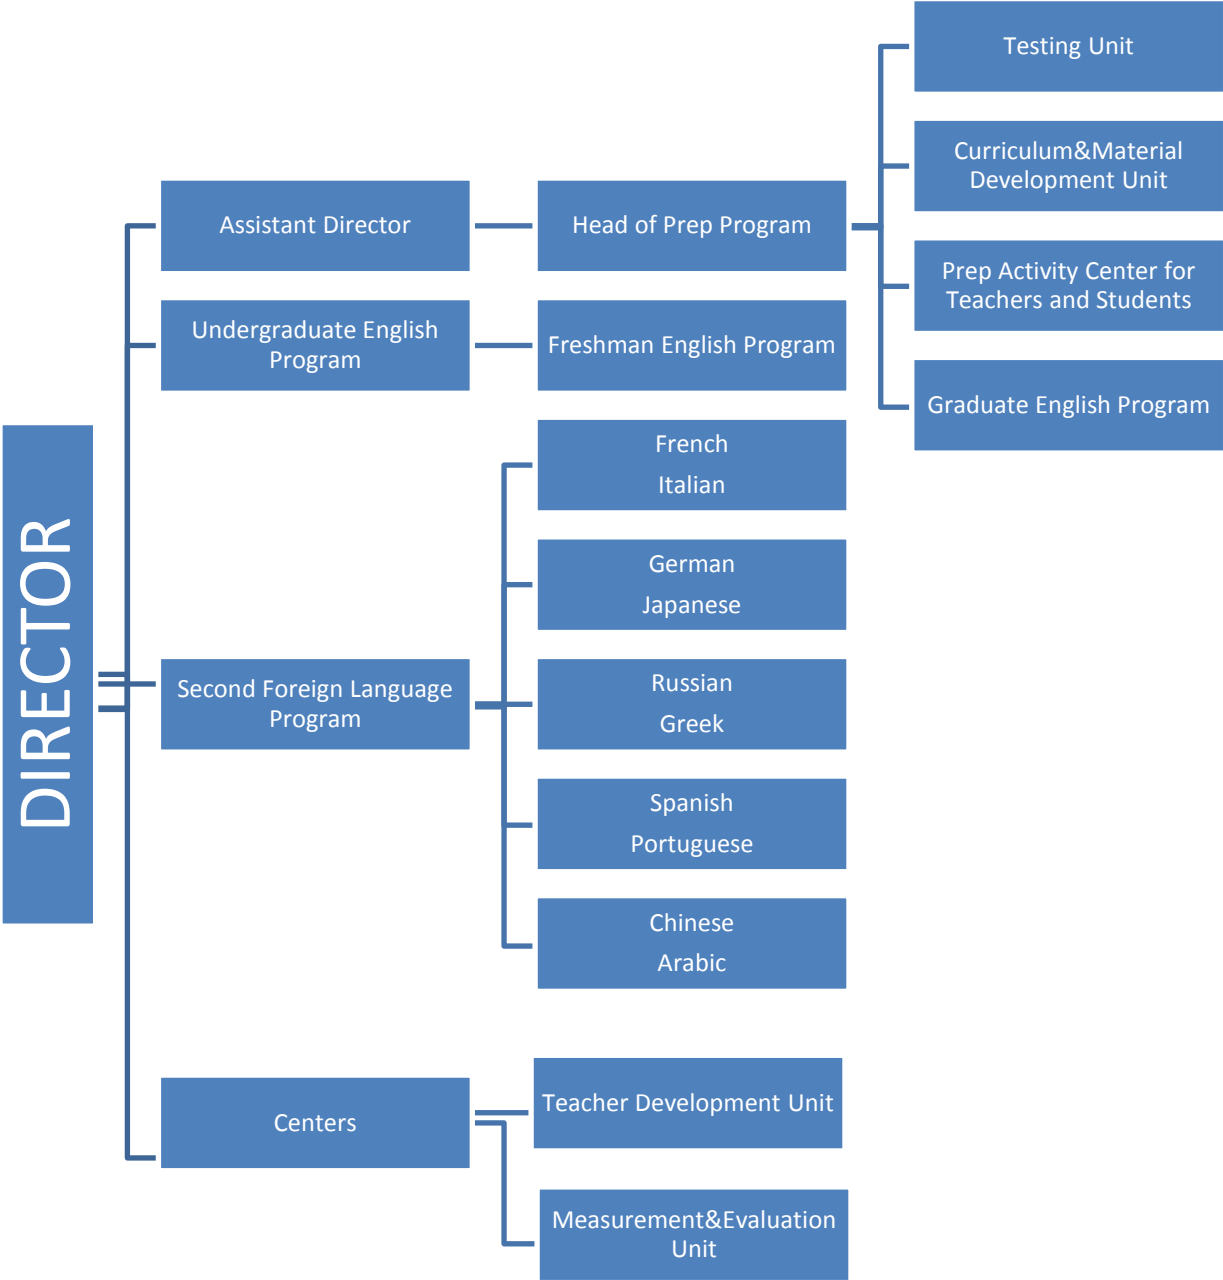 DIRECTOR
Assistant Director
Head of Prep Program
Testing Unit
Curriculum&Material
Development Unit
Prep Activity Center for
Teachers and Students
Graduate English Program
Undergraduate English
Program
Freshman English Program
Second Foreign Language
Program
French
Italian
German
Japanese
Russian
Greek
Spanish
Portuguese
Chinese
Arabic
Centers
Teacher Development Unit
Measurement&Evaluation
Unit